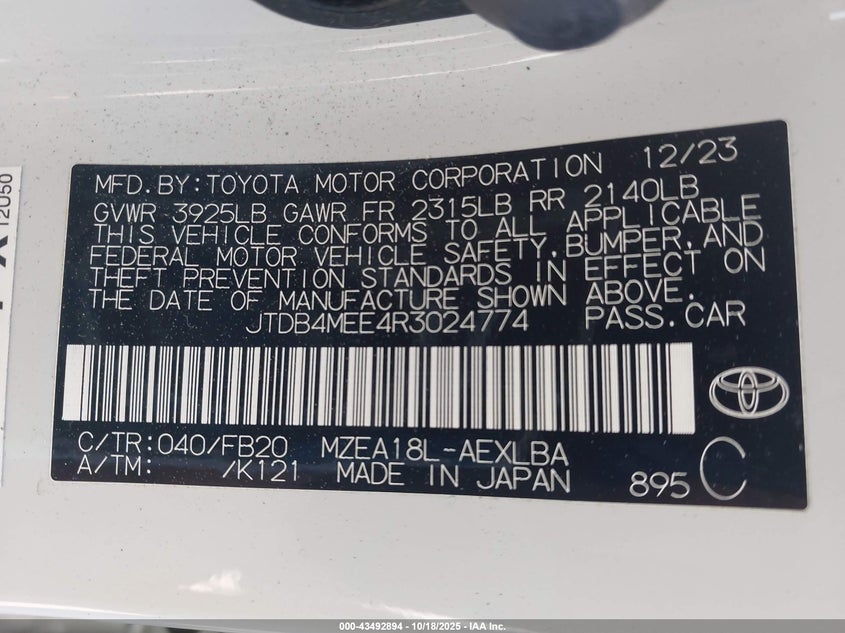 MFD.BY:TOYOTA MOTOR CORPORATION 12/23
GVWR 3925LB GAWR FR 2315LB RR 2140LB
THIS VEHICLE CONFORMS TO ALL APPLICABLE
FEDERAL MOTOR VEHICLE SAFETY,BUMPER,AND
THEFT PREVENTION STANDARDS IN EFFECT ON
THE DATE OF MANUFACTURE SHOWN ABOVE.
JTDB4MEE4R3024774 PASS.CAR
C/TR:040/FB20 MZEA18L-AEXLBA
A/TM: /K121 MADE IN JAPAN 895 C
12U50
000-43492894 - 10/18/2025 - IAA Inc.